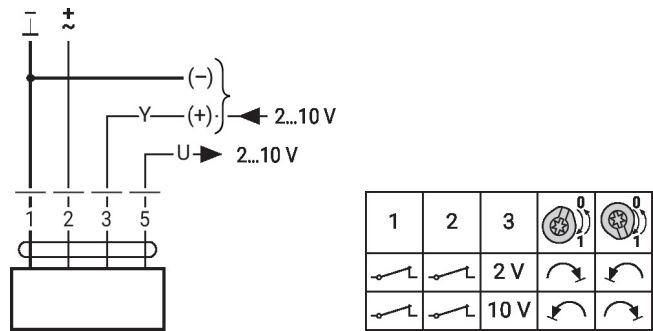 − +
~
(−)
Y (+) 2...10 V
U 2...10 V
1 2 3 5
1 2 3 0 1 0 1
2 V
10 V